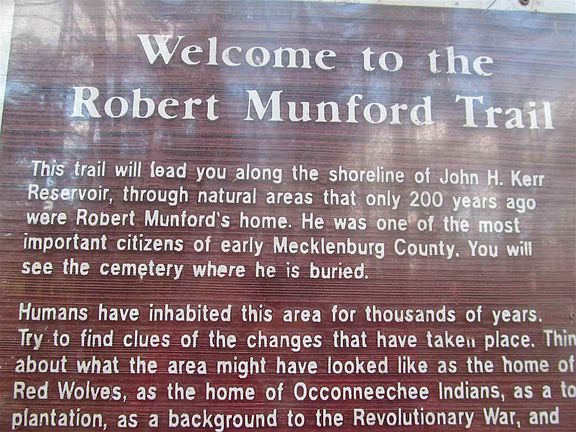 Welcome to the
Robert Munford Trail
This trail will lead you along the shoreline of John H. Kerr
Reservoir, through natural areas that only 200 years ago
were Robert Munford's home. He was one of the most
important citizens of early Mecklenburg County. You will
see the cemetery where he is buried.
Humans have inhabited this area for thousands of years.
Try to find clues of the changes that have taken place. Thin
about what the area might have looked like as the home of
Red Wolves, as the home of Occonneechee Indians, as a to
plantation, as a background to the Revolutionary War, and